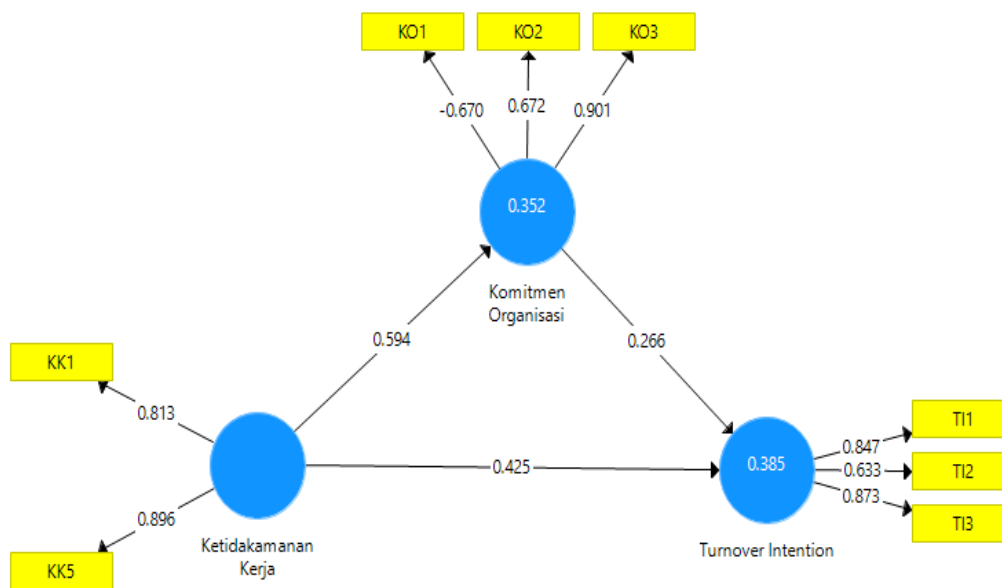 KO1
KO2
KO3
-0.670
0.672
0.901
0.352
Komitmen
Organisasi
0.594
0.266
KK1
0.813
0.896
KK5
Ketidakamanan
Kerja
0.425
0.385
Turnover Intention
0.847
0.633
0.873
TI1
TI2
TI3